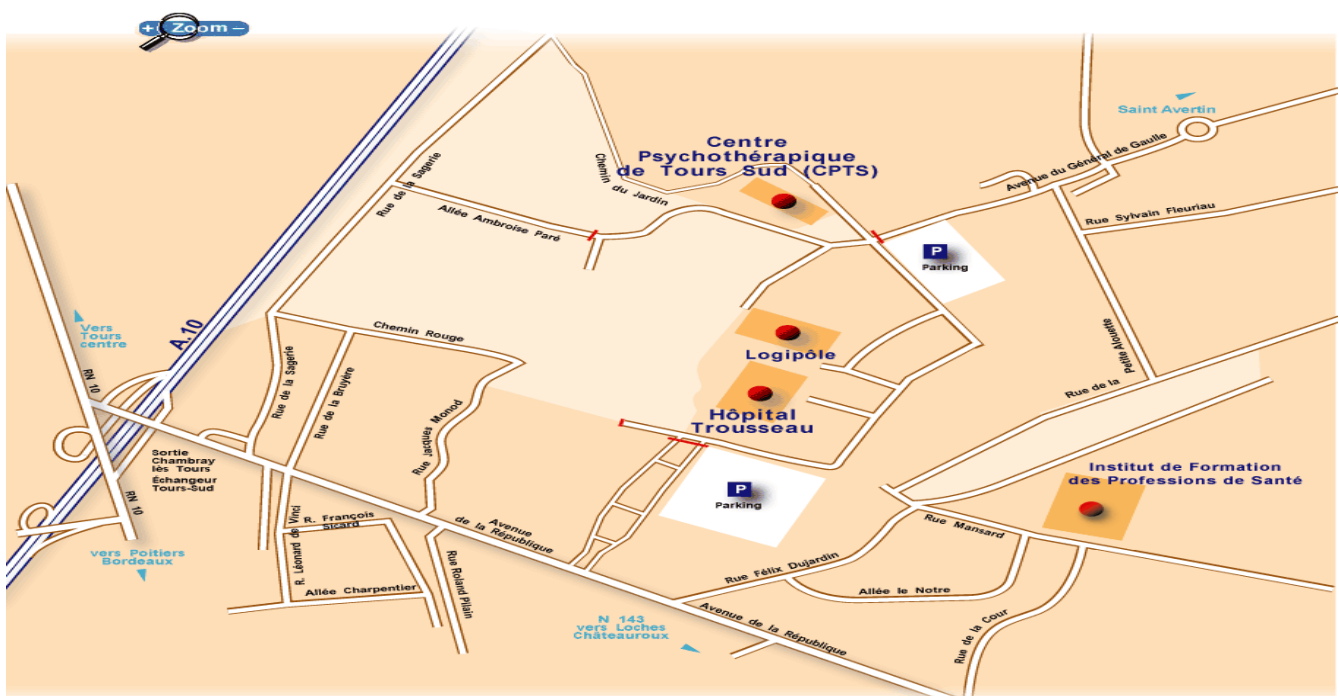 + Zoom –
Saint Avertin
Centre
Psychothérapique
de Tours Sud (CPTS)
Avenue du Général de Gaulle
Chemin
du Jardin
Rue de la Sagerie
Allée Ambroise Paré
Rue Sylvain Fleuriau
P
Parking
A.10
Vers
Tours
centre
RN 10
Chemin Rouge
Logipôle
Petite Alouette
Rue de la
Rue de la Sagerie
Rue de la Bruyère
Rue Jacques Monod
Hôpital
Trousseau
Sortie
Chambray
lès Tours
Échangeur
Tours-Sud
RN 10
P
Parking
Institut de Formation
des Professions de Santé
Rue Mansard
R. François
Sicard
Avenue
de la République
R. Léonard de Vinci
vers Poitiers
Bordeaux
Allée Charpentier
Rue Roland Pilain
Rue Félix Dujardin
Allée le Notre
Avenue de la République
Rue de la Cour
N 143
vers Loches
Châteauroux